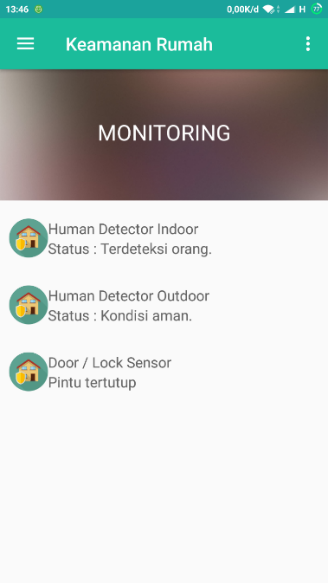 13:46 0,00K/d H 77
Keamanan Rumah
MONITORING
Human Detector Indoor
Status : Terdeteksi orang.
Human Detector Outdoor
Status : Kondisi aman.
Door / Lock Sensor
Pintu tertutup